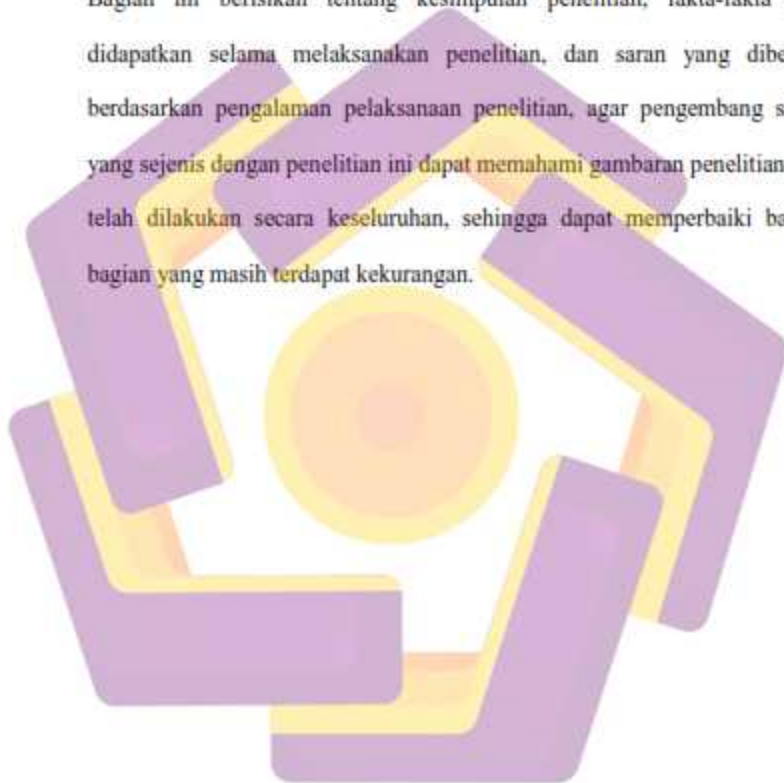 Bagian ini berisikan tentang kesimpulan penelitian, fakta-fakta
didapatkan selama melaksanakan penelitian, dan saran yang dibe
berdasarkan pengalaman pelaksanaan penelitian, agar pengembang s
yang sejenis dengan penelitian ini dapat memahami gambaran penelitian
telah dilakukan secara keseluruhan, sehingga dapat memperbaiki ba
bagian yang masih terdapat kekurangan.